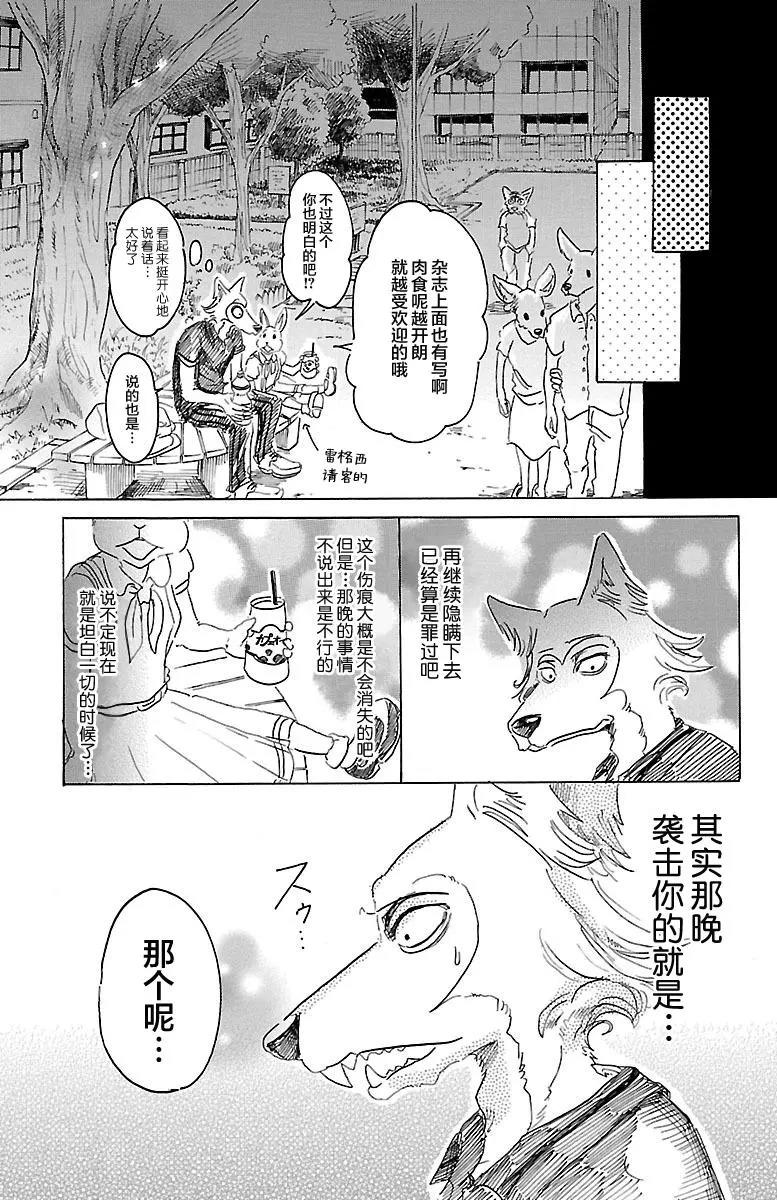 杂志上面也有写啊
肉食呢越开朗
就越受欢迎的哦
不过这个
你也明白的吧!?
看起来挺开心地
说着话…
太好了
说的也是…
雷格西
请客的
再继续隐瞒下去
已经算是罪过吧
这个伤痕大概是不会消失的吧
但是…那晚的事情
不说出来是不行的
カフェオレ
说不定现在
就是坦白一切的时候了…
其实那晚
袭击你的就是…
スゥ…
那个呢…